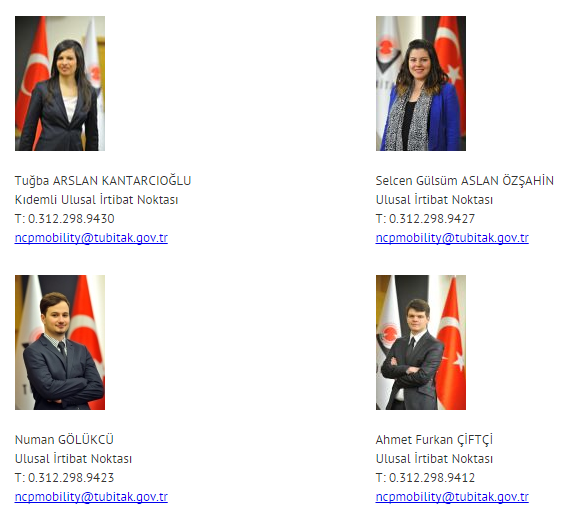 Tuğba ARSLAN KANTARCIOĞLU
Kıdemli Ulusal İrtibat Noktası
T: 0.312.298.9430
ncpmobility@tubitak.gov.tr
Selcen Gülsüm ASLAN ÖZŞAHİN
Ulusal İrtibat Noktası
T: 0.312.298.9427
ncpmobility@tubitak.gov.tr
Numan GÖLÜKCÜ
Ulusal İrtibat Noktası
T: 0.312.298.9423
ncpmobility@tubitak.gov.tr
Ahmet Furkan ÇİFTÇİ
Ulusal İrtibat Noktası
T: 0.312.298.9412
ncpmobility@tubitak.gov.tr